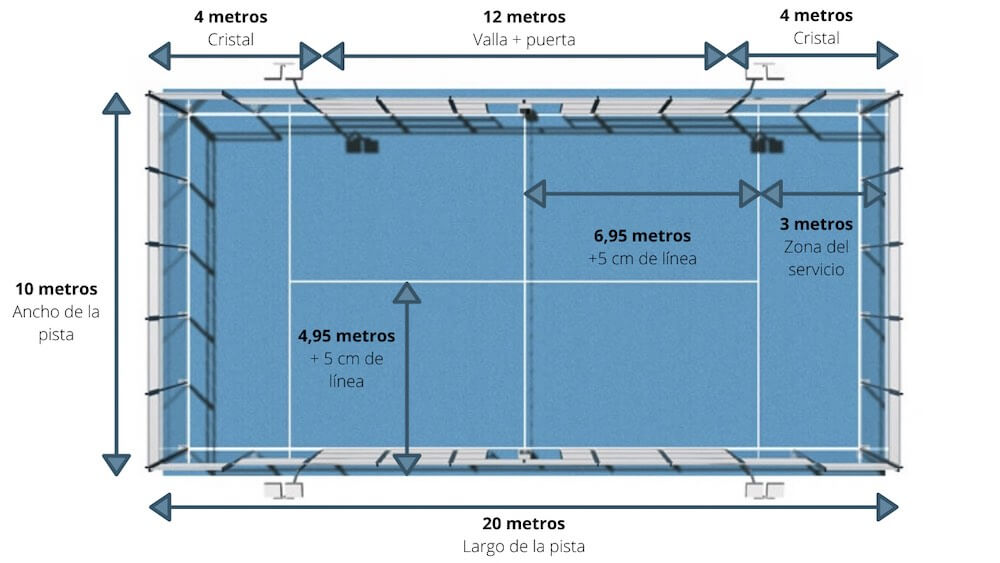 4 metros
Cristal
12 metros
Valla + puerta
4 metros
Cristal
6,95 metros
+5 cm de línea
3 metros
Zona del
servicio
10 metros
Ancho de la
pista
4,95 metros
+ 5 cm de
línea
20 metros
Largo de la pista